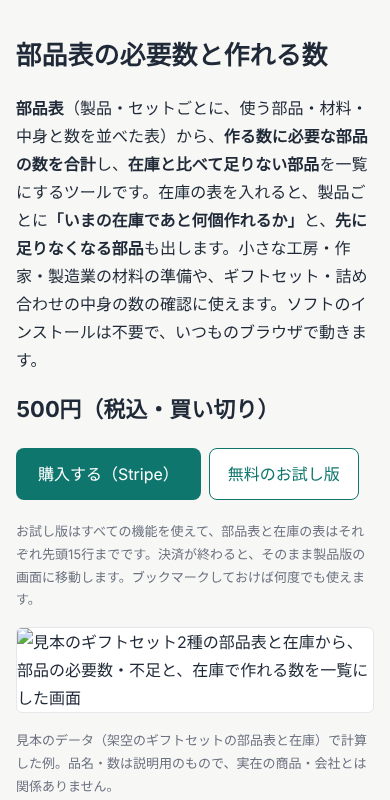 部品表の必要数と作れる数
部品表（製品・セットごとに、使う部品・材料・
中身と数を並べた表）から、作る数に必要な部品
の数を合計し、在庫と比べて足りない部品を一覧
にするツールです。在庫の表を入れると、製品ご
とに「いまの在庫であと何個作れるか」と、先に
足りなくなる部品も出します。小さな工房・作
家・製造業の材料の準備や、ギフトセット・詰め
合わせの中身の数の確認に使えます。ソフトのイ
ンストールは不要で、いつものブラウザで動きま
す。
500円（税込・買い切り）
購入する（Stripe）
無料のお試し版
お試し版はすべての機能を使えて、部品表と在庫の表はそれ
ぞれ先頭15行までです。決済が終わると、そのまま製品版の
画面に移動します。ブックマークしておけば何度でも使えま
す。
見本のギフトセット2種の部品表と在庫から、
部品の必要数・不足と、在庫で作れる数を一覧に
した画面
見本のデータ（架空のギフトセットの部品表と在庫）で計算
した例。品名・数は説明用のもので、実在の商品・会社とは
関係ありません。